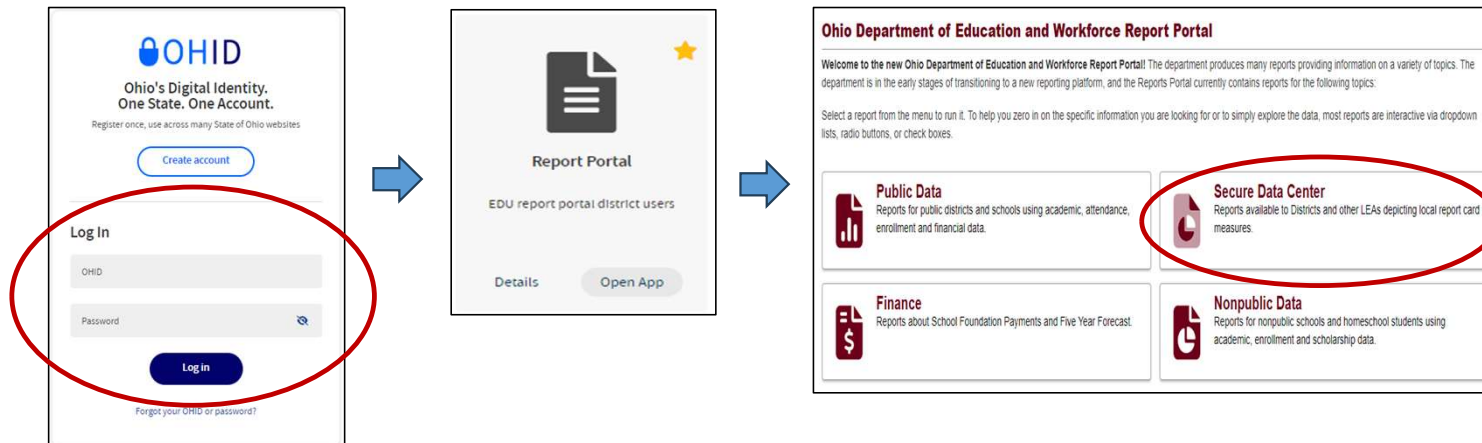 OHID
Ohio's Digital Identity.
One State. One Account.
Register once, use across many State of Ohio websites
Create account
Log In
OHID
Password
Log in
Forgot your OHID or password?
Report Portal
EDU report portal district users
Details
Open App
Ohio Department of Education and Workforce Report Portal
Welcome to the new Ohio Department of Education and Workforce Report Portal! The department produces many reports providing information on a variety of topics. The
department is in the early stages of transitioning to a new reporting platform, and the Reports Portal currently contains reports for the following topics:
Select a report from the menu to run it. To help you zero in on the specific information you are looking for or to simply explore the data, most reports are interactive via dropdown
lists, radio buttons, or check boxes.
Public Data
Reports for public districts and schools using academic, attendance,
enrollment and financial data.
Secure Data Center
Reports available to Districts and other LEAs depicting local report card
measures.
Finance
Reports about School Foundation Payments and Five Year Forecast.
Nonpublic Data
Reports for nonpublic schools and homeschool students using
academic, enrollment and scholarship data.